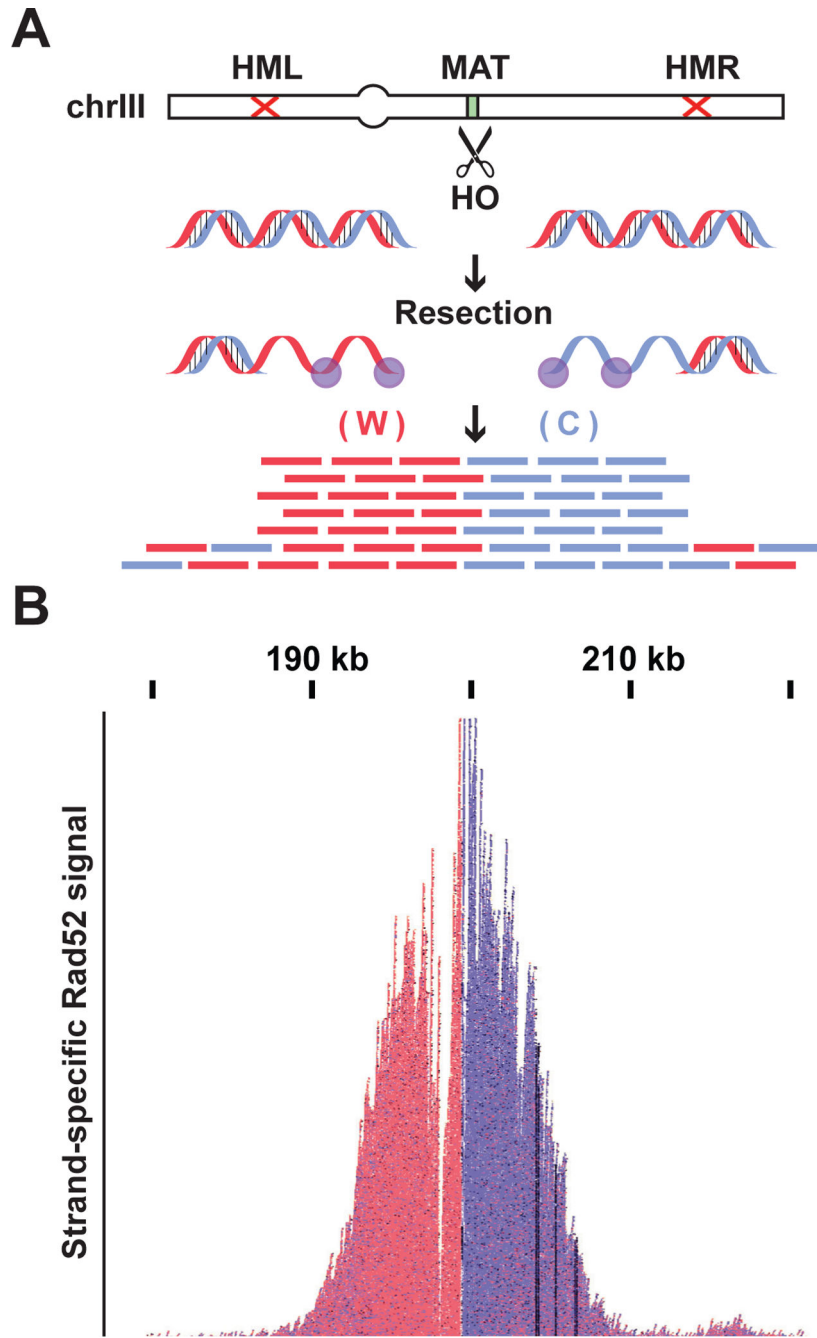 A
HML MAT HMR
chrIII
HO
Resection
(W) (C)
B
190 kb 210 kb
Strand-specific Rad52 signal